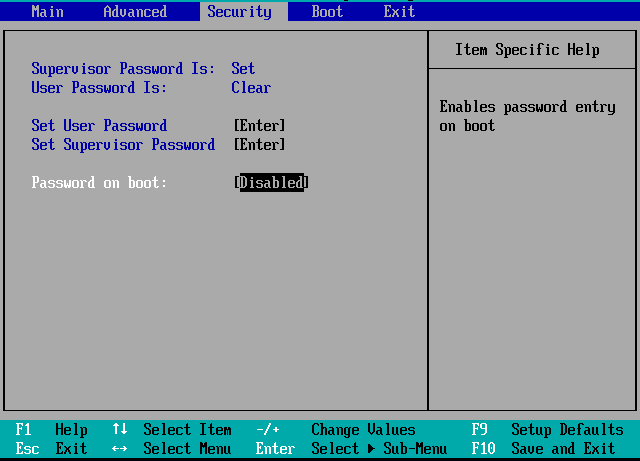 Main Advanced Security Boot Exit
Item Specific Help
Supervisor Password Is: Set
User Password Is: Clear
Enables password entry
on boot
Set User Password [Enter]
Set Supervisor Password [Enter]
Password on boot: [Disabled]
F1 Help ↑↓ Select Item -/+ Change Values F9 Setup Defaults
Esc Exit ↔ Select Menu Enter Select ▶ Sub-Menu F10 Save and Exit